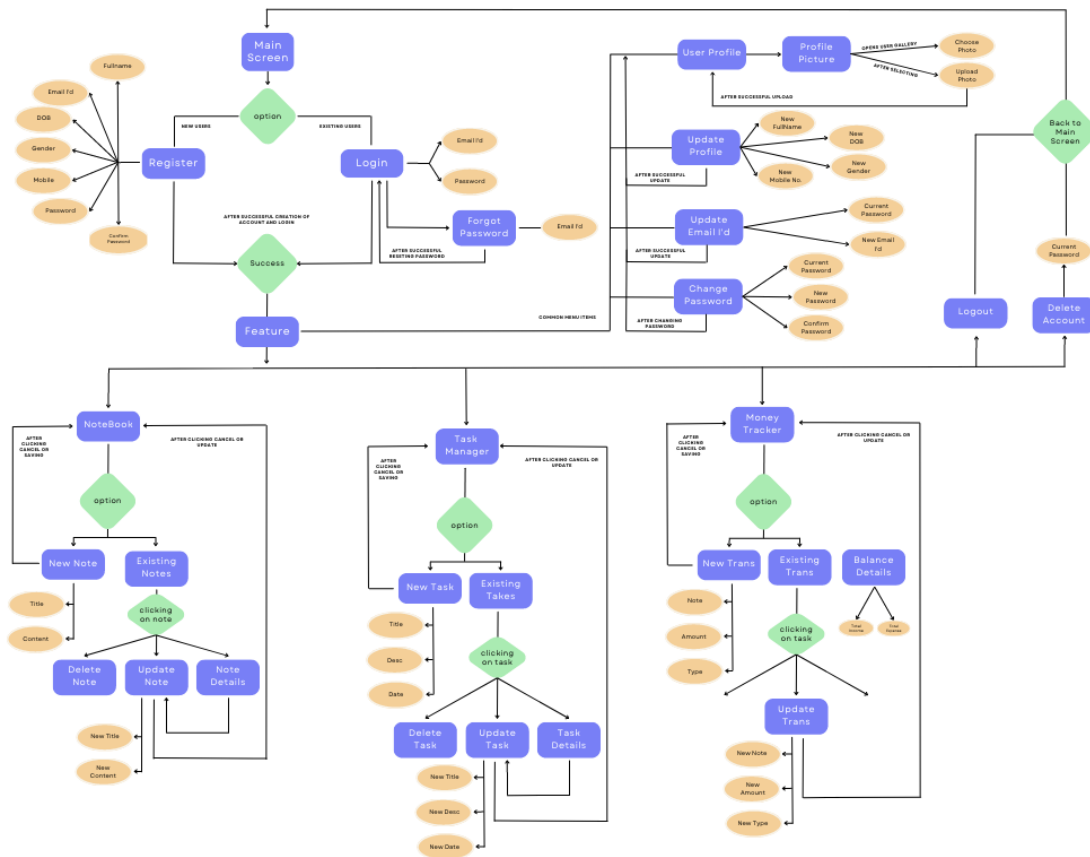 Main
Screen
option
NEW USERS
EXISTING USERS
Fullname
Email I'd
DOB
Gender
Mobile
Password
Confirm
Password
Register
Login
Email I'd
Password
Forgot
Password
Email I'd
AFTER SUCCESSFUL CREATION OF
ACCOUNT AND LOGIN
AFTER SUCCESSFUL
RESETING PASSWORD
Success
Feature
COMMON MENU ITEMS
User Profile
Profile
Picture
OPENS USER GALLERY
AFTER SELECTING
Choose
Photo
Upload
Photo
AFTER SUCCESSFUL UPLOAD
Update
Profile
New
FullName
New
DOB
New
Gender
New
Mobile No.
AFTER SUCCESSFUL
UPDATE
Update
Email I'd
Current
Password
New Email
I'd
AFTER SUCCESSFUL
UPDATE
Change
Password
Current
Password
New
Password
Confirm
Password
AFTER CHANGING
PASSWORD
Back to
Main
Screen
Current
Password
Logout
Delete
Account
NoteBook
AFTER
CLICKING
CANCEL OR
SAVING
AFTER CLICKING CANCEL OR
UPDATE
option
New Note
Existing
Notes
Title
Content
clicking
on note
Delete
Note
Update
Note
Note
Details
New Title
New
Content
Task
Manager
AFTER
CLICKING
CANCEL OR
SAVING
AFTER CLICKING CANCEL OR
UPDATE
option
New Task
Existing
Takes
Title
Desc
Date
clicking
on task
Delete
Task
Update
Task
Task
Details
New Title
New Desc
New Date
Money
Tracker
AFTER
CLICKING
CANCEL OR
SAVING
AFTER CLICKING CANCEL OR
UPDATE
option
New Trans
Existing
Trans
Balance
Details
Note
Amount
Type
Total
Income
Total
Expense
clicking
on task
Update
Trans
New Note
New
Amount
New Type